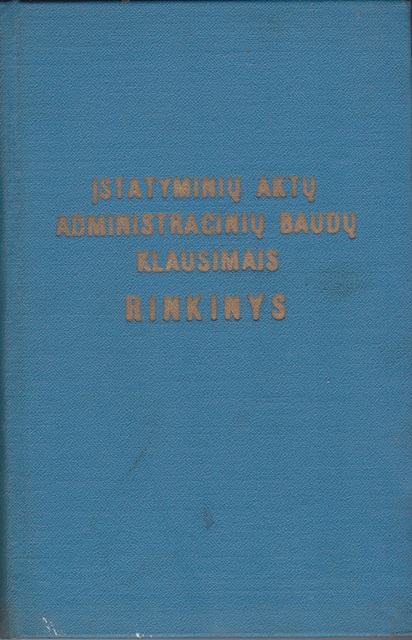 ĮSTATYMINIŲ AKTŲ
ADMINISTRACINIŲ BAUDŲ
KLAUSIMAIS
RINKINYS